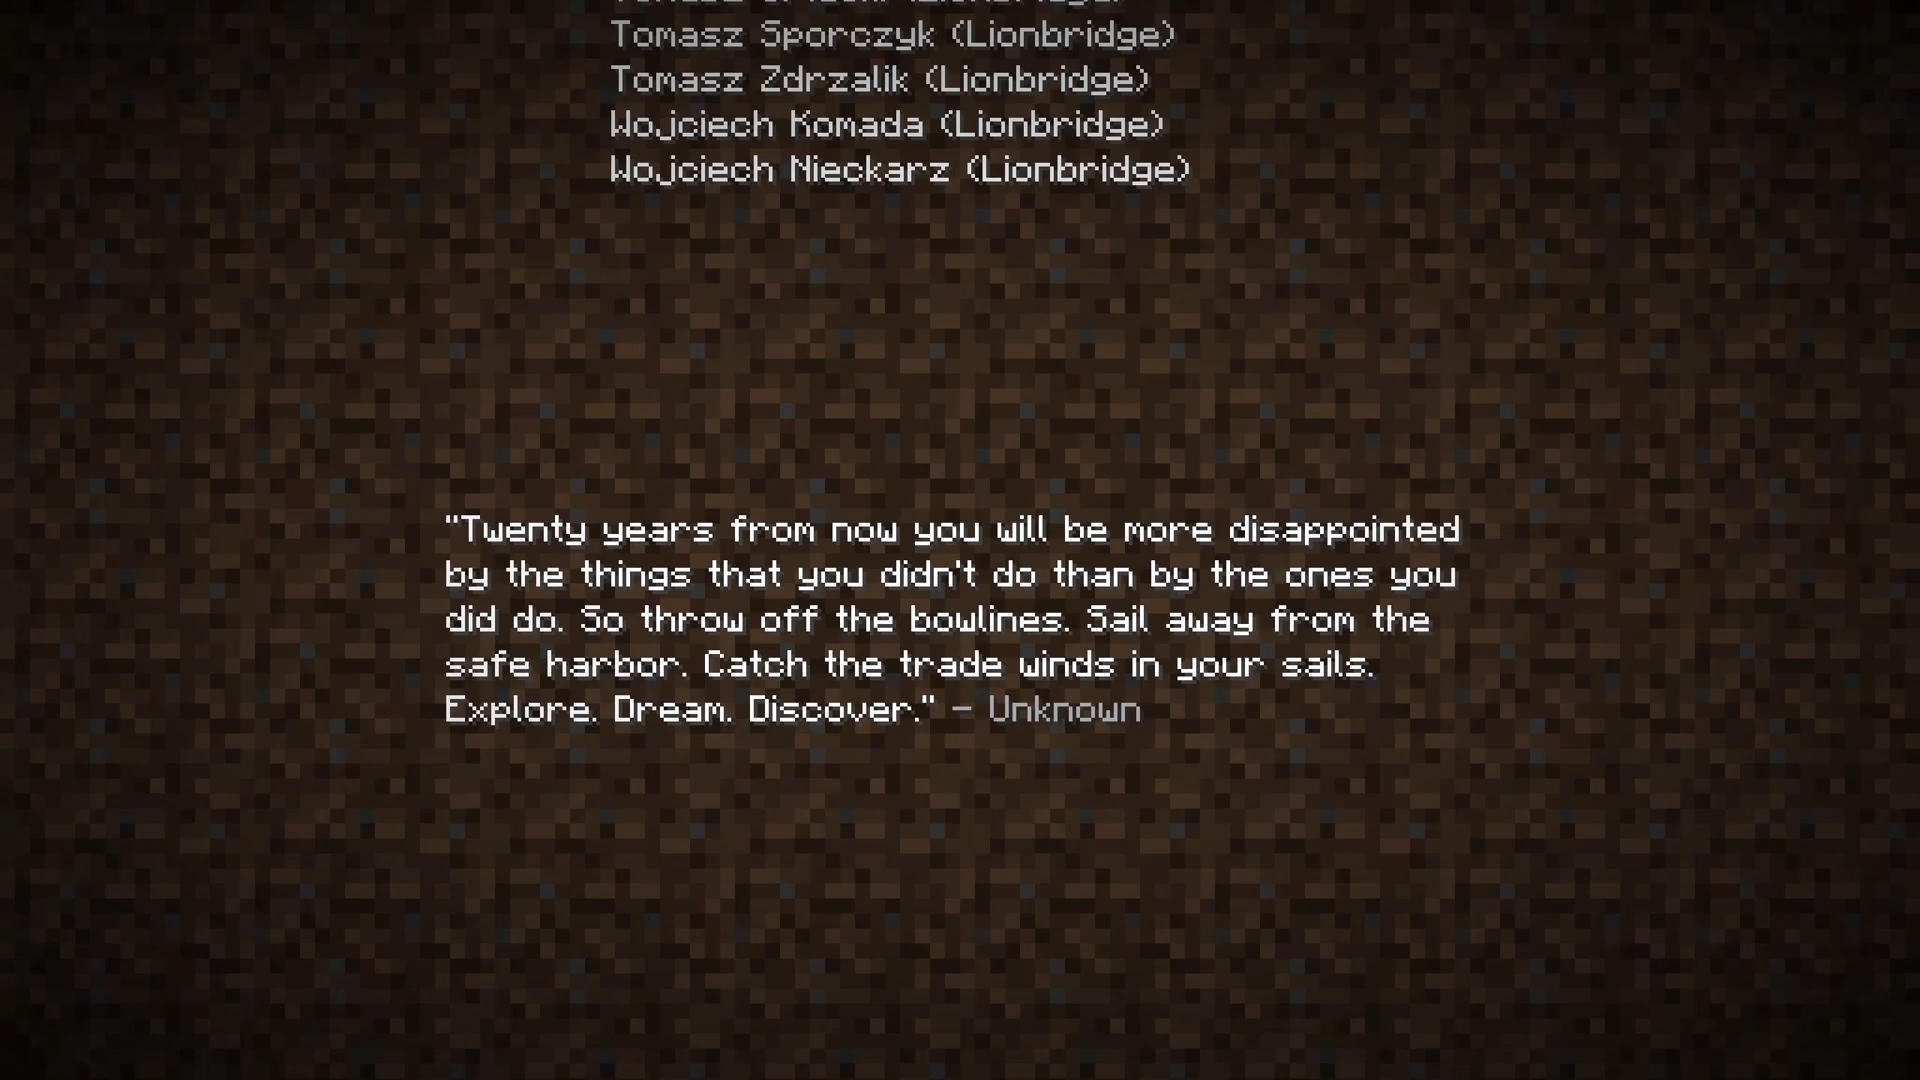 Tomasz Sporczyk (Lionbridge)
Tomasz Zdrzalik (Lionbridge)
Wojciech Komada (Lionbridge)
Wojciech Nieckarz (Lionbridge)
"Twenty years from now you will be more disappointed
by the things that you didn't do than by the ones you
did do. So throw off the bowlines. Sail away from the
safe harbor. Catch the trade winds in your sails.
Explore. Dream. Discover." – Unknown